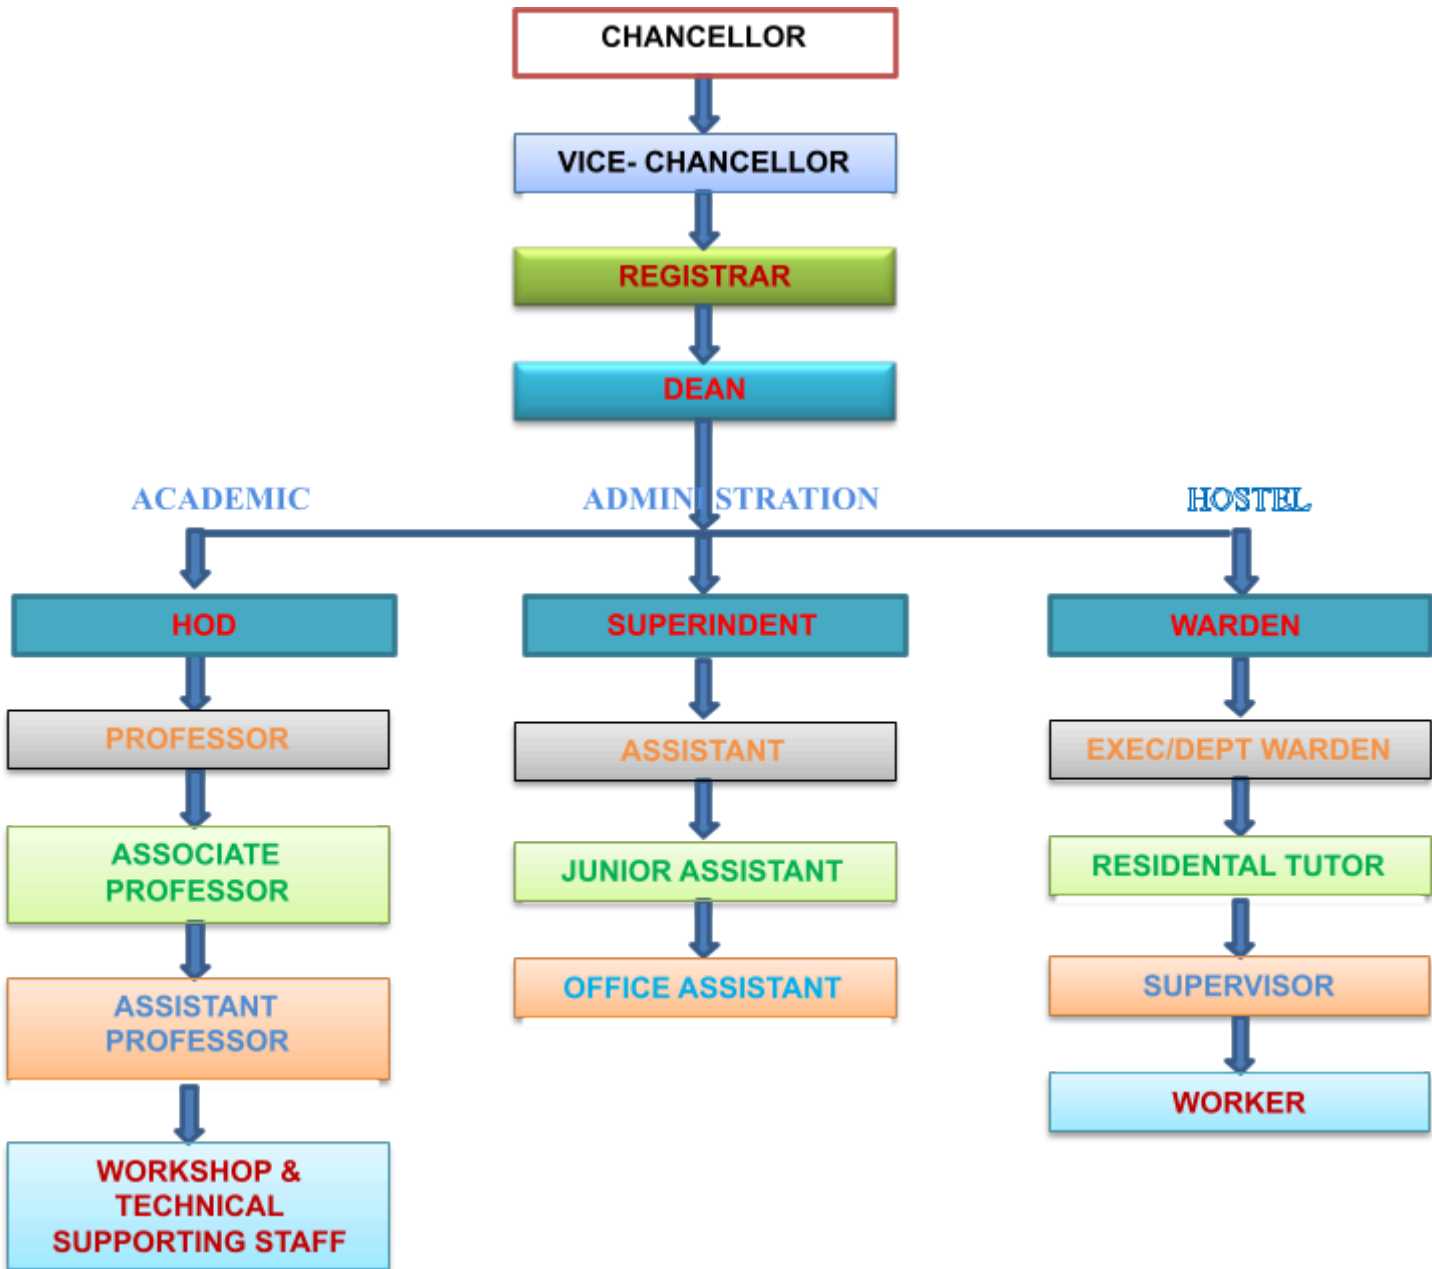 CHANCELLOR
VICE- CHANCELLOR
REGISTRAR
DEAN
ACADEMIC
ADMINISTRATION
HOSTEL
HOD
SUPERINDENT
WARDEN
PROFESSOR
ASSISTANT
EXEC/DEPT WARDEN
ASSOCIATE
PROFESSOR
JUNIOR ASSISTANT
RESIDENTAL TUTOR
ASSISTANT
PROFESSOR
OFFICE ASSISTANT
SUPERVISOR
WORKSHOP &
TECHNICAL
SUPPORTING STAFF
WORKER